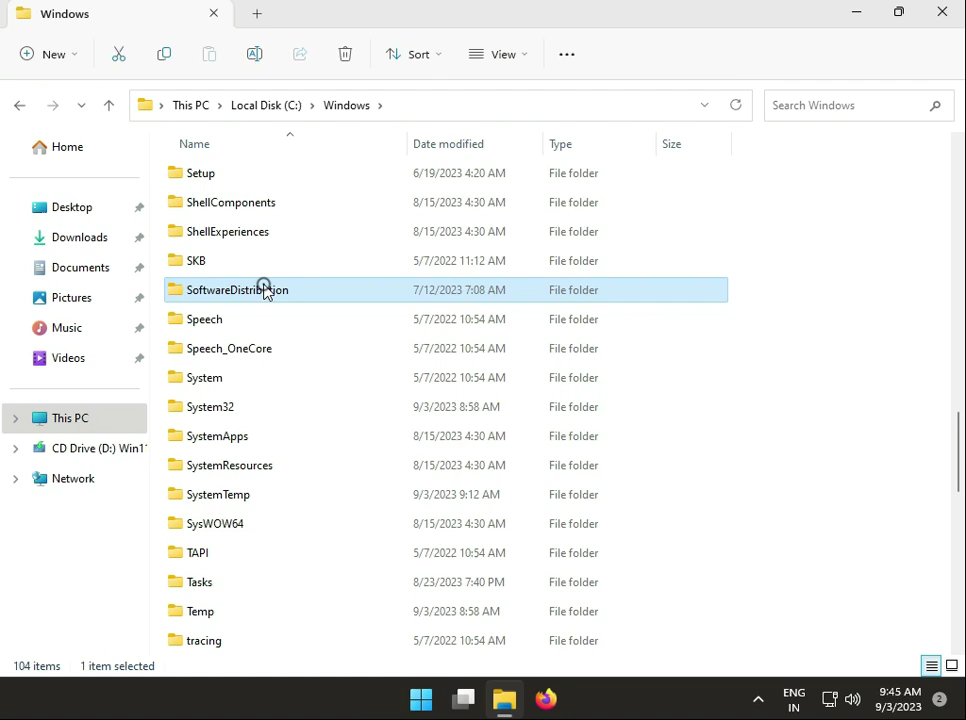 Windows
New
Sort
View
This PC
Local Disk (C:)
Windows
Search Windows
Home
Desktop
Downloads
Documents
Pictures
Music
Videos
This PC
CD Drive (D:) Win1
Network
Name Date modified Type Size
Setup 6/19/2023 4:20 AM File folder
ShellComponents 8/15/2023 4:30 AM File folder
ShellExperiences 8/15/2023 4:30 AM File folder
SKB 5/7/2022 11:12 AM File folder
SoftwareDistribution 7/12/2023 7:08 AM File folder
Speech 5/7/2022 10:54 AM File folder
Speech_OneCore 5/7/2022 10:54 AM File folder
System 5/7/2022 10:54 AM File folder
System32 9/3/2023 8:58 AM File folder
SystemApps 8/15/2023 4:30 AM File folder
SystemResources 8/15/2023 4:30 AM File folder
SystemTemp 9/3/2023 9:12 AM File folder
SysWOW64 8/15/2023 4:30 AM File folder
TAPI 5/7/2022 10:54 AM File folder
Tasks 8/23/2023 7:40 PM File folder
Temp 9/3/2023 8:58 AM File folder
tracing 5/7/2022 10:54 AM File folder
104 items 1 item selected
ENG
IN
9:45 AM
9/3/2023
2